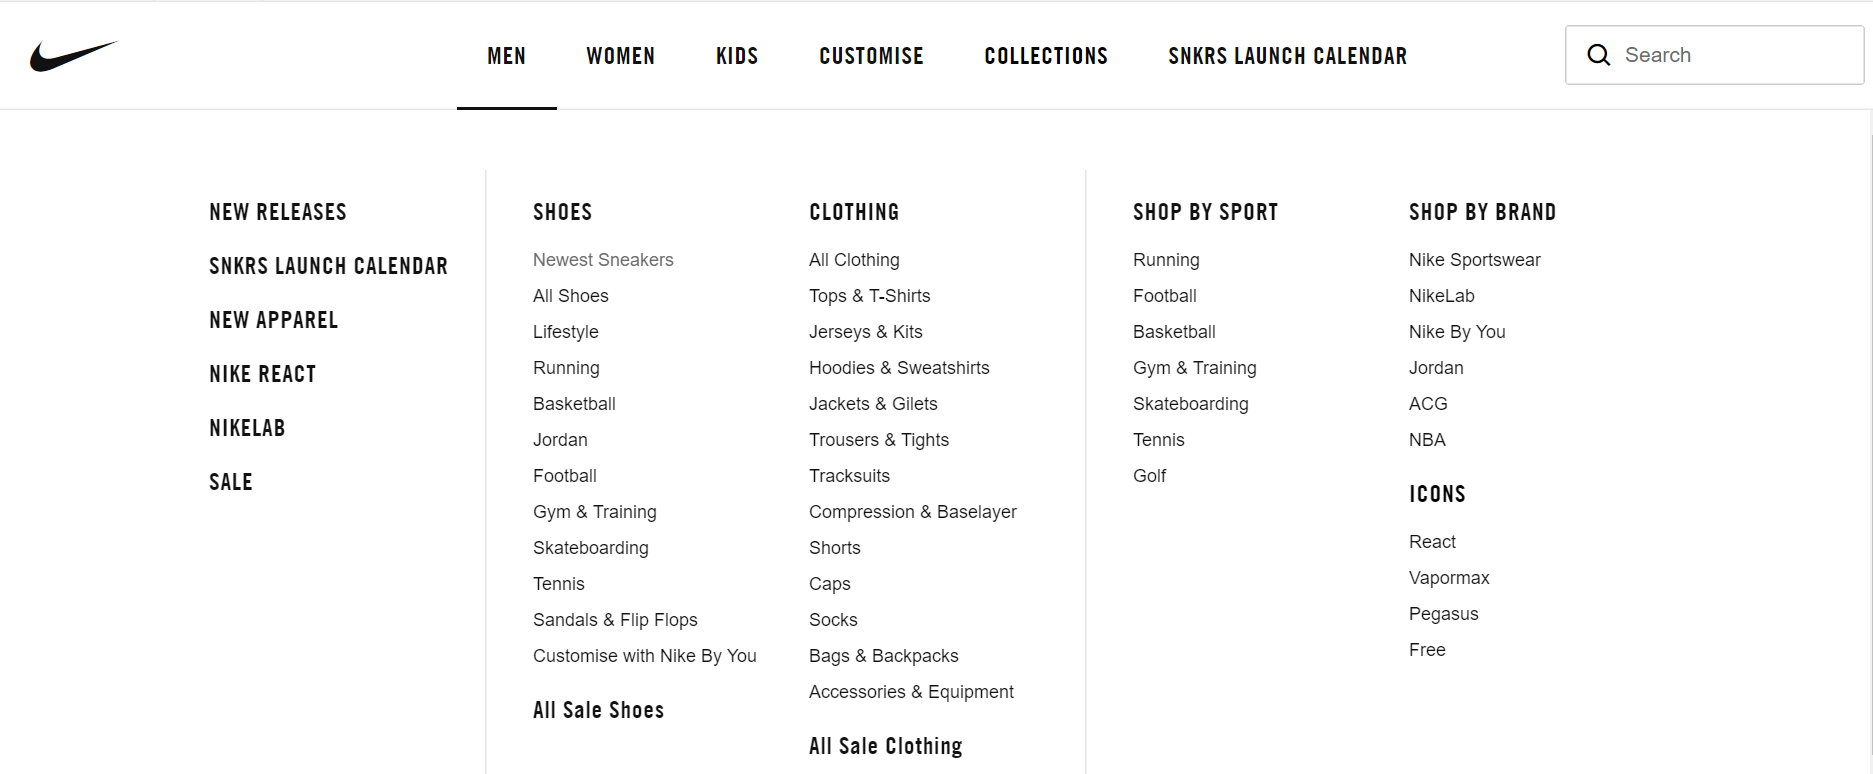 MEN
WOMEN
KIDS
CUSTOMISE
COLLECTIONS
SNKRS LAUNCH CALENDAR
Search
NEW RELEASES
SNKRS LAUNCH CALENDAR
NEW APPAREL
NIKE REACT
NIKELAB
SALE
SHOES
Newest Sneakers
All Shoes
Lifestyle
Running
Basketball
Jordan
Football
Gym & Training
Skateboarding
Tennis
Sandals & Flip Flops
Customise with Nike By You
All Sale Shoes
CLOTHING
All Clothing
Tops & T-Shirts
Jerseys & Kits
Hoodies & Sweatshirts
Jackets & Gilets
Trousers & Tights
Tracksuits
Compression & Baselayer
Shorts
Caps
Socks
Bags & Backpacks
Accessories & Equipment
All Sale Clothing
SHOP BY SPORT
Running
Football
Basketball
Gym & Training
Skateboarding
Tennis
Golf
SHOP BY BRAND
Nike Sportswear
NikeLab
Nike By You
Jordan
ACG
NBA
ICONS
React
Vapormax
Pegasus
Free